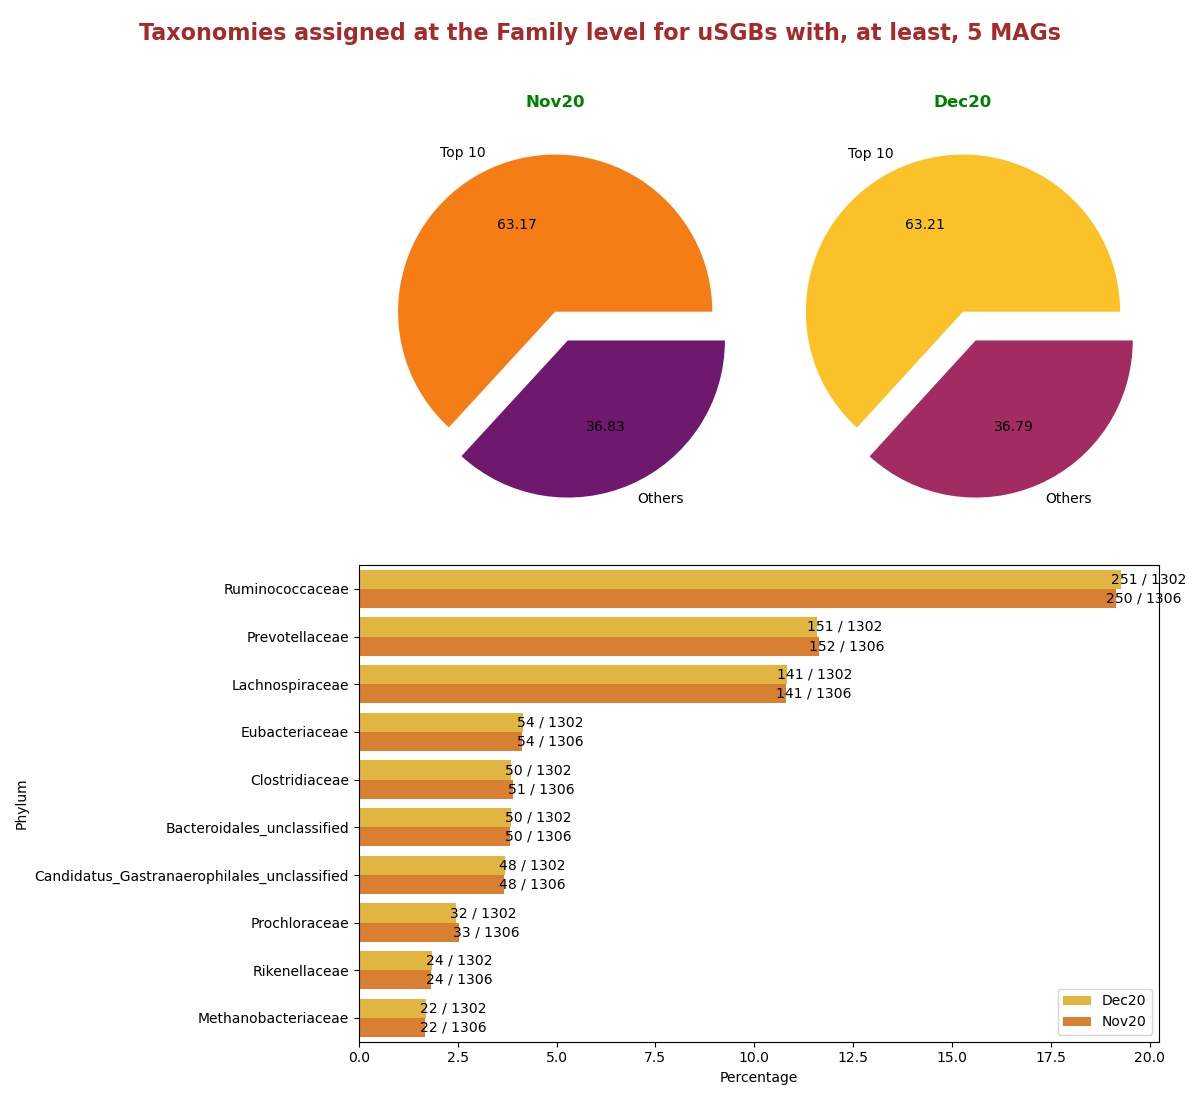 Taxonomies assigned at the Family level for uSGBs with, at least, 5 MAGs
Nov20
Top 10
63.17
36.83
Others
Dec20
Top 10
63.21
36.79
Others
Phylum
Ruminococcaceae
251 / 1302
250 / 1306
Prevotellaceae
151 / 1302
152 / 1306
Lachnospiraceae
141 / 1302
141 / 1306
Eubacteriaceae
54 / 1302
54 / 1306
Clostridiaceae
50 / 1302
51 / 1306
Bacteroidales_unclassified
50 / 1302
50 / 1306
Candidatus_Gastranaerophilales_unclassified
48 / 1302
48 / 1306
Prochloraceae
32 / 1302
33 / 1306
Rikenellaceae
24 / 1302
24 / 1306
Methanobacteriaceae
22 / 1302
22 / 1306
Dec20
Nov20
0.0 2.5 5.0 7.5 10.0 12.5 15.0 17.5 20.0
Percentage